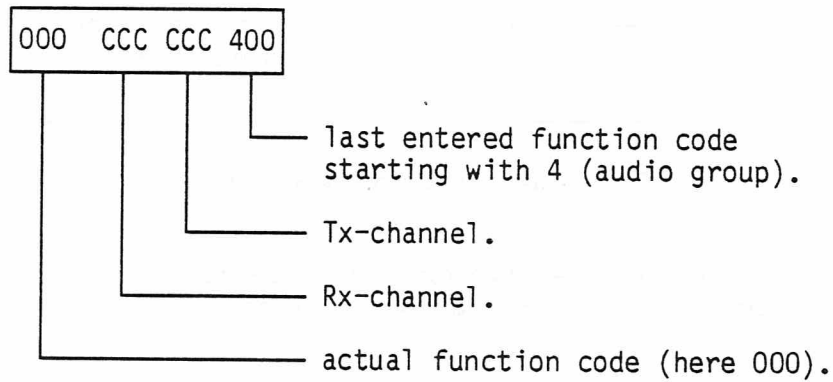 000 CCC CCC 400
last entered function code
starting with 4 (audio group).
Tx-channel.
Rx-channel.
actual function code (here 000).